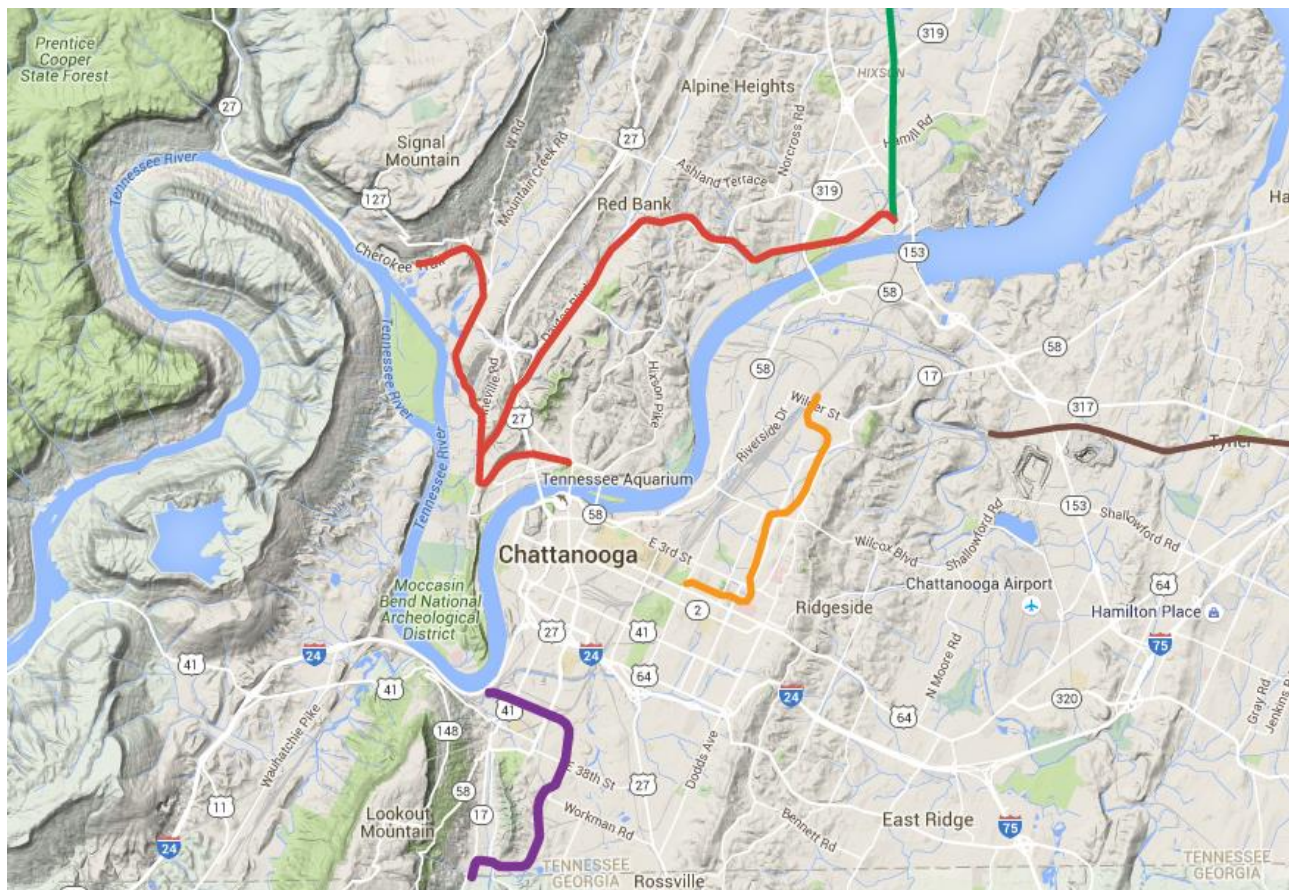 Prentice
Cooper
State Forest
27
319
HIXSON
Alpine Heights
27
Norcross Rd
Hamill Rd
W Rd
Signal
Mountain
Mountain Creek Rd
Tennessee River
Ashland Terrace
319
127
Red Bank
Cherokee
153
58
Tennessee River
58
58
17
Hixson Pike
317
27
Riverside Dr
Tyner
Tennessee River
Tennessee Aquarium
153
58
Shallowford Rd
Shallowford Rd
E 3rd St
Wilcox Blvd
Chattanooga
64
Chattanooga Airport
Moccasin
Bend National
Archeological
District
2
Ridgeside
Hamilton Place
41
27
24
75
41
24
64
N Moore Rd
41
320
24
64
Gray Rd
Jenkins
41
148
Wauhatchie Pike
Dodds Ave
E 38th St
27
58
11
Lookout
Mountain
17
Workman Rd
Bennett Rd
East Ridge
75
24
TENNESSEE
GEORGIA
Rossville
TENNESSEE
GEORGIA